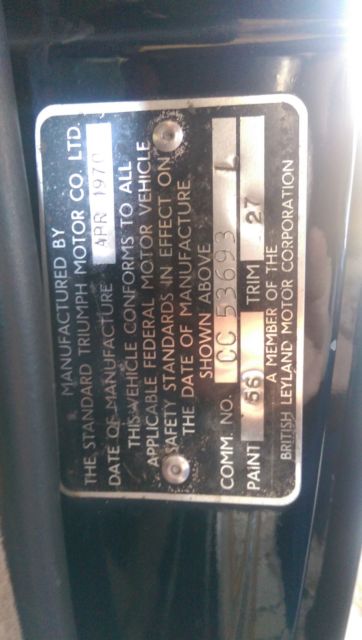 MANUFACTURED BY
THE STANDARD TRIUMPH MOTOR CO. LTD.
DATE OF MANUFACTURE APR 1970
THIS VEHICLE CONFORMS TO ALL
APPLICABLE FEDERAL MOTOR VEHICLE
SAFETY STANDARDS IN EFFECT ON
THE DATE OF MANUFACTURE
SHOWN ABOVE
COMM NO. CC 53693 L
PAINT 56 TRIM 27
A MEMBER OF THE
BRITISH LEYLAND MOTOR CORPORATION